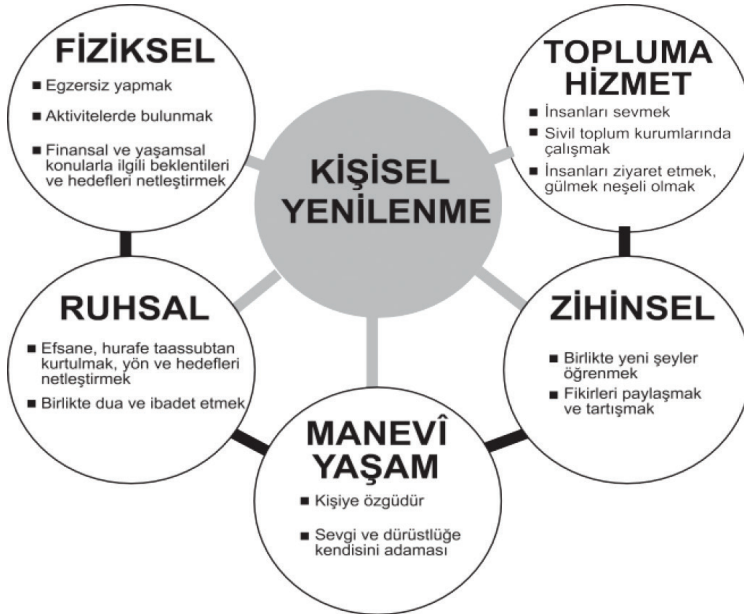 FİZİKSEL
■ Egzersiz yapmak
■ Aktivitelerde bulunmak
■ Finansal ve yaşamsal
konularla ilgili beklentileri
ve hedefleri netleştirmek
TOPLUMA
HİZMET
■ İnsanları sevmek
■ Sivil toplum kurumlarında
çalışmak
■ İnsanları ziyaret etmek,
gülmek neşeli olmak
KİŞİSEL
YENİLENME
RUHSAL
■ Efsane, hurafe taassubtan
kurtulmak, yön ve hedefleri
netleştirmek
■ Birlikte dua ve ibadet etmek
ZİHİNSEL
■ Birlikte yeni şeyler
öğrenmek
■ Fikirleri paylaşmak
ve tartışmak
MANEVÎ
YAŞAM
■ Kişiye özgüdür
■ Sevgi ve dürüstlüğe
kendisini adaması